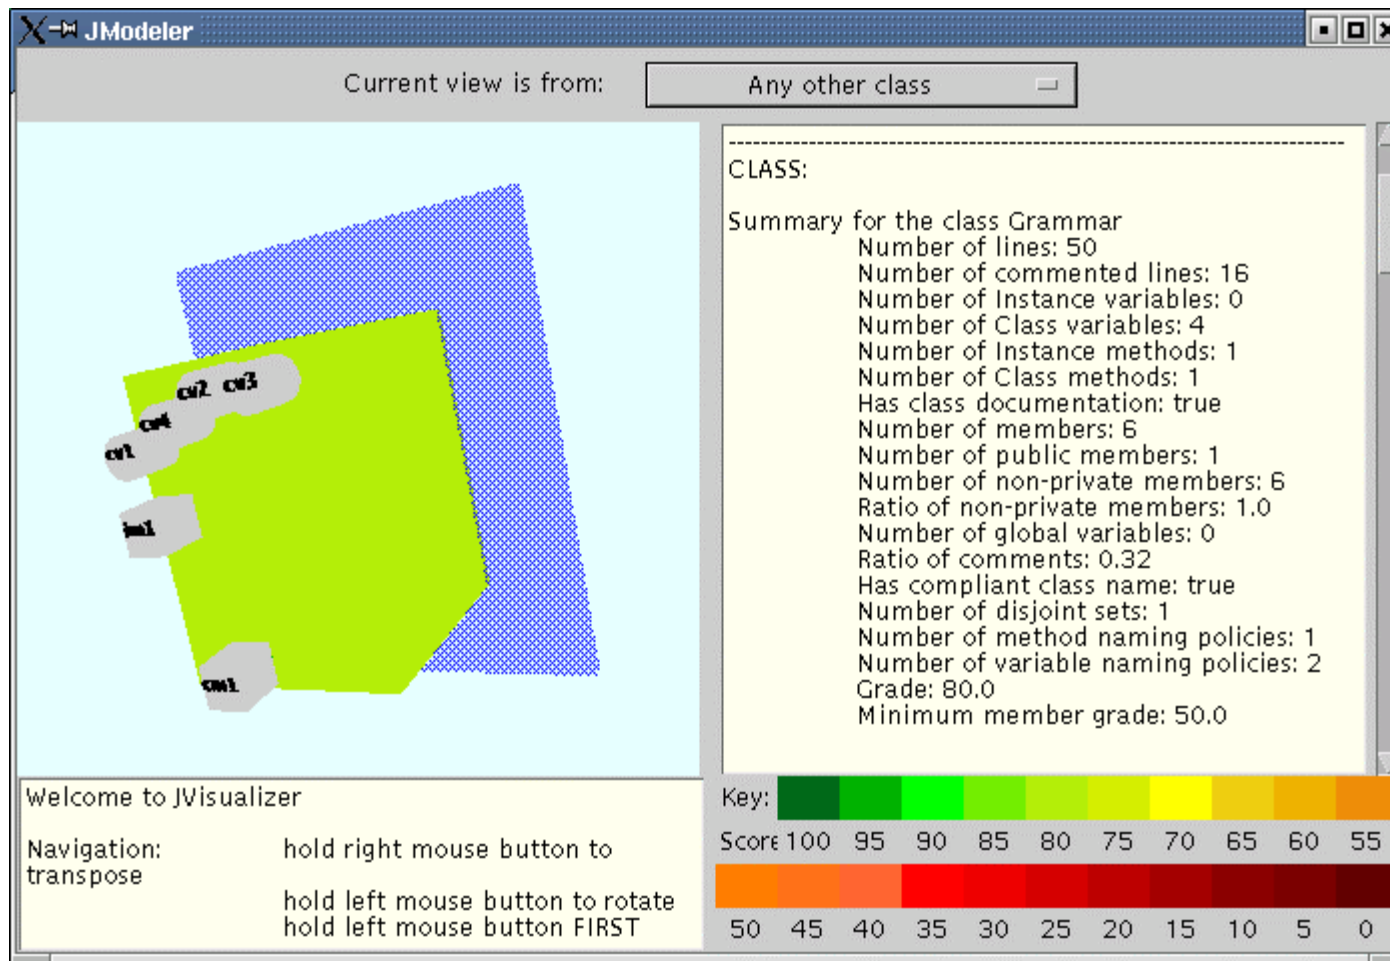 JModeler
Current view is from: Any other class
cv2 cv3
cv4
cv1
im1
cm1
--------------------------------------------------------------------------------
CLASS:
Summary for the class Grammar
Number of lines: 50
Number of commented lines: 16
Number of Instance variables: 0
Number of Class variables: 4
Number of Instance methods: 1
Number of Class methods: 1
Has class documentation: true
Number of members: 6
Number of public members: 1
Number of non-private members: 6
Ratio of non-private members: 1.0
Number of global variables: 0
Ratio of comments: 0.32
Has compliant class name: true
Number of disjoint sets: 1
Number of method naming policies: 1
Number of variable naming policies: 2
Grade: 80.0
Minimum member grade: 50.0
Welcome to JVisualizer
Navigation: hold right mouse button to
transpose
hold left mouse button to rotate
hold left mouse button FIRST
Key:
Score 100 95 90 85 80 75 70 65 60 55
50 45 40 35 30 25 20 15 10 5 0